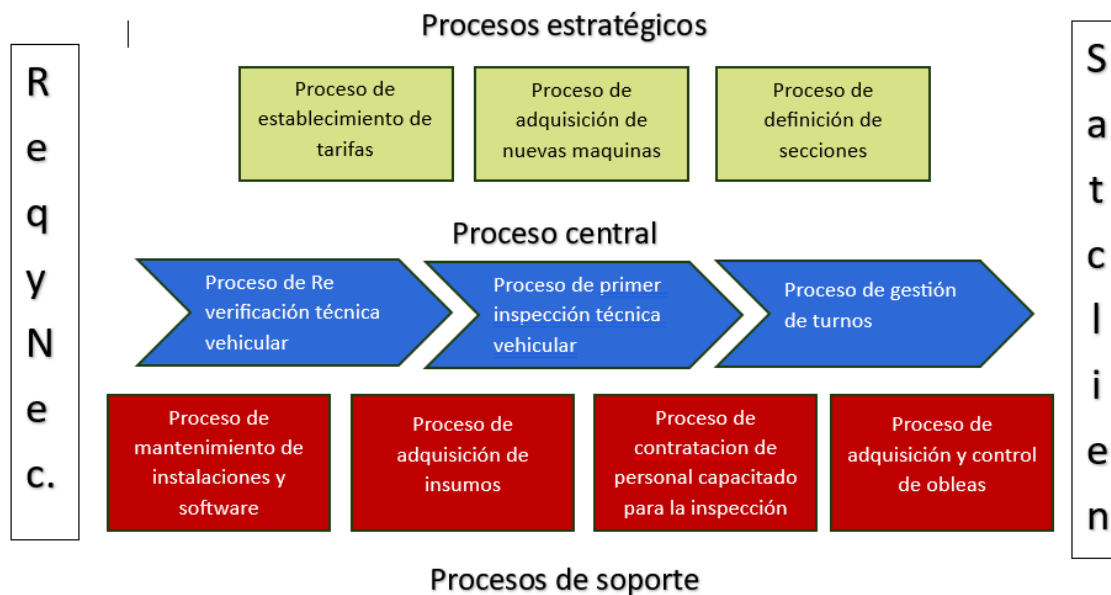 Procesos estratégicos
ReqyNec.
Proceso de
establecimiento de
tarifas
Proceso de
adquisición de
nuevas maquinas
Proceso de
definición de
secciones
Proceso central
Proceso de Re
verificación técnica
vehicular
Proceso de primer
inspección técnica
vehicular
Proceso de gestión
de turnos
Proceso de
mantenimiento de
instalaciones y
software
Proceso de
adquisición de
insumos
Proceso de
contratacion de
personal capacitado
para la inspección
Proceso de
adquisición y control
de obleas
Procesos de soporte
Satclien